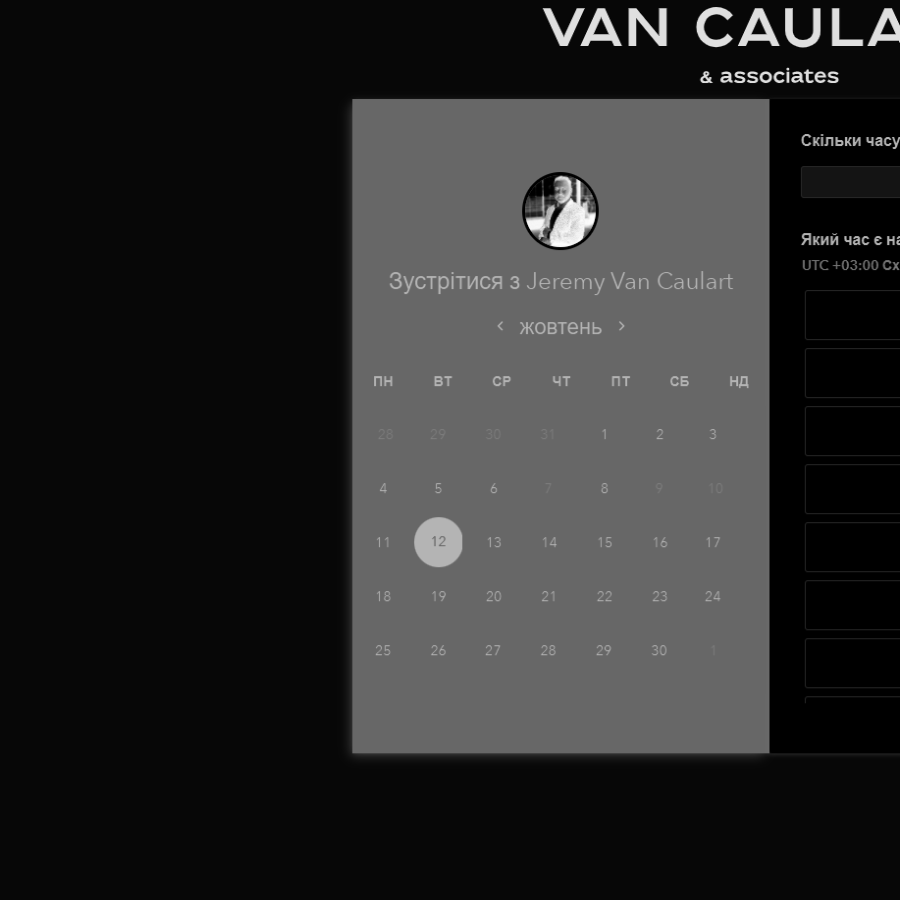 VAN CAULA
& associates
Скільки часу
Зустрітися з Jeremy Van Caulart
Який час є на
UTC +03:00 Сх
жовтень
ПН ВТ СР ЧТ ПТ СБ НД
28 29 30 31 1 2 3
4 5 6 7 8 9 10
11 12 13 14 15 16 17
18 19 20 21 22 23 24
25 26 27 28 29 30 1